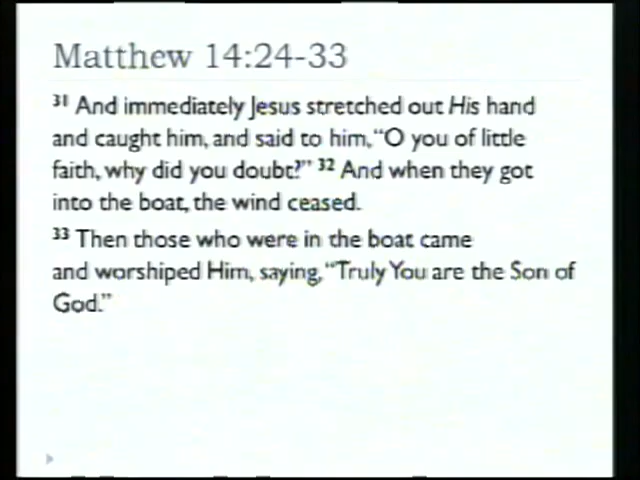 Matthew 14:24-33
31 And immediately Jesus stretched out His hand
and caught him, and said to him, “O you of little
faith, why did you doubt?” 32 And when they got
into the boat, the wind ceased.
33 Then those who were in the boat came
and worshiped Him, saying, “Truly You are the Son of
God.”